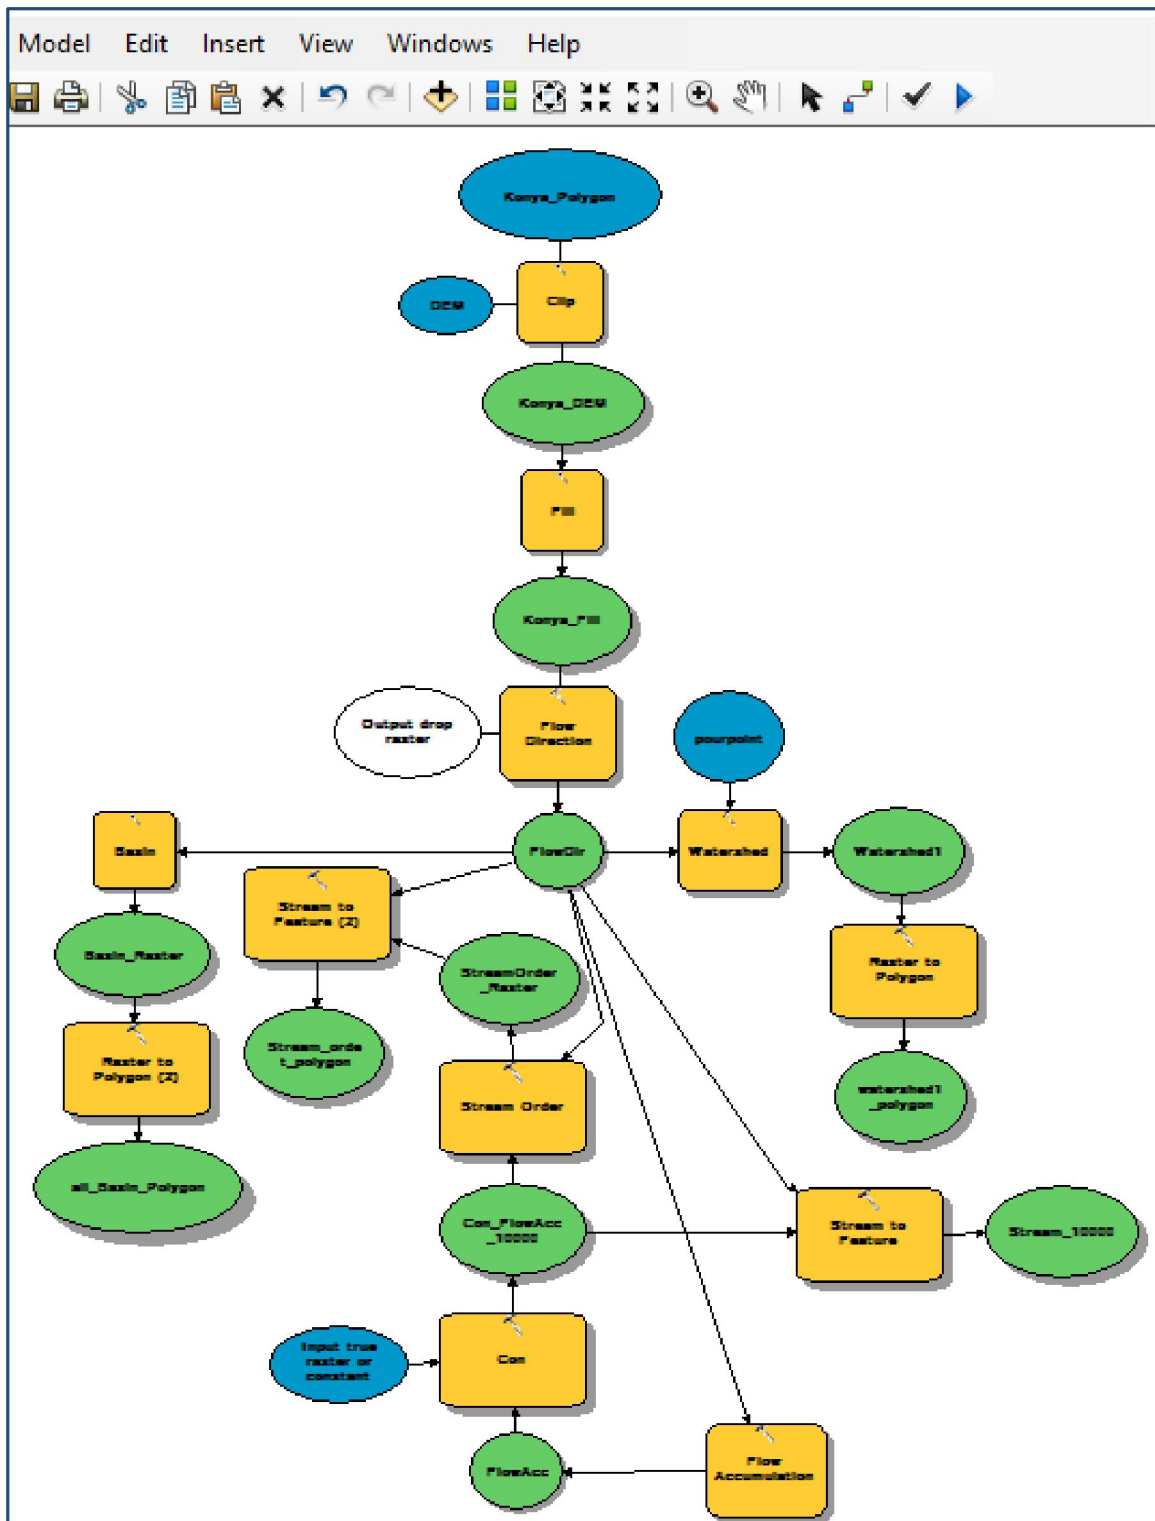 Model Edit Insert View Windows Help
Konya_Polygon
DEM
Clip
Konya_DEM
Fill
Konya_Fill
Output drop
raster
Flow
Direction
pourpoint
Basin
FlowDir
Watershed
Watershed1
Stream to
Feature (2)
Basin_Raster
StreamOrder
_Raster
Raster to
Polygon
Stream_orde
t_polygon
Raster to
Polygon (2)
Stream Order
watershed1
_polygon
all_Basin_Polygon
Con_FlowAcc
_10000
Stream to
Feature
Stream_10000
Input true
raster or
constant
Con
FlowAcc
Flow
Accumulation